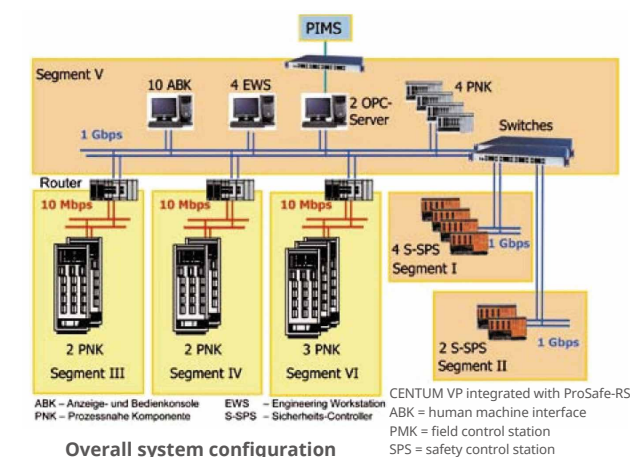 PIMS
Segment V
10 ABK
4 EWS
2 OPC-
Server
4 PNK
Switches
1 Gbps
Router
10 Mbps
10 Mbps
10 Mbps
4 S-SPS
1 Gbps
Segment I
2 PNK
2 PNK
3 PNK
2 S-SPS
1 Gbps
Segment III
Segment IV
Segment VI
Segment II
ABK – Anzeige- und Bedienkonsole
EWS – Engineering Workstation
PNK – Prozessnahe Komponente
S-SPS – Sicherheits-Controller
CENTUM VP integrated with ProSafe-RS
ABK = human machine interface
PMK = field control station
SPS = safety control station
Overall system configuration